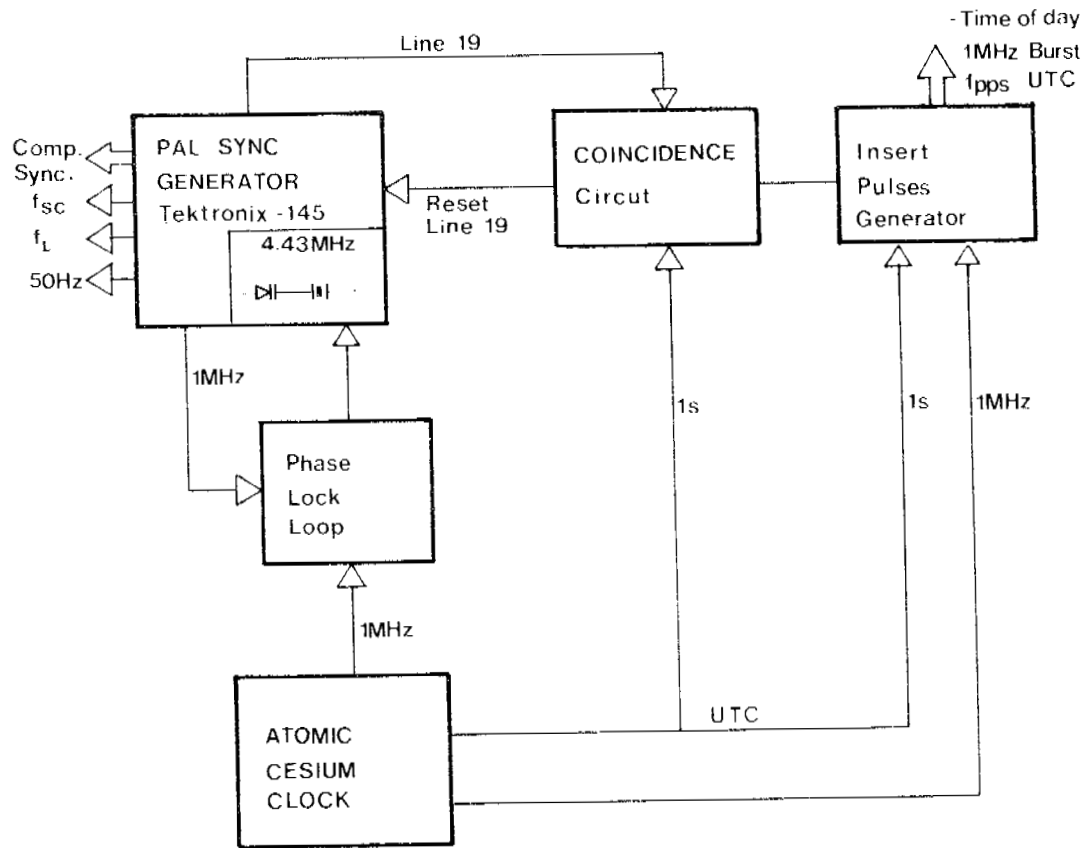 Line 19
- Time of day
1MHz Burst
1pps UTC
Comp.
Sync.
fsc
fL
50Hz
PAL SYNC
GENERATOR
Tektronix - 145
4.43MHz
Reset
Line 19
COINCIDENCE
Circut
Insert
Pulses
Generator
1MHz
1s
1s
1MHz
Phase
Lock
Loop
1MHz
UTC
ATOMIC
CESIUM
CLOCK